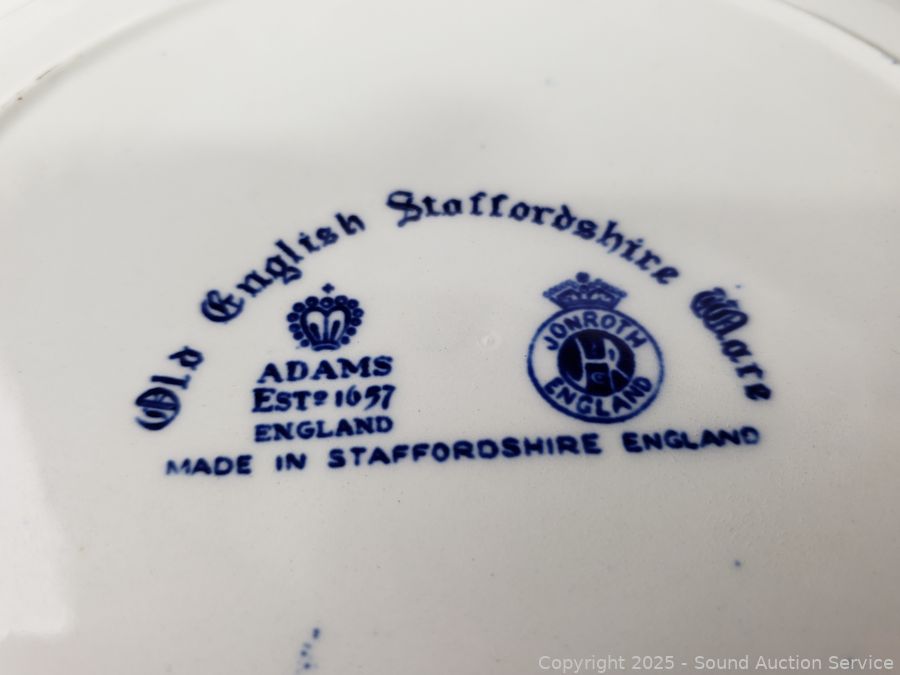 Old English Staffordshire Ware
ADAMS
ESTD 1657
ENGLAND
JONROTH
ENGLAND
MADE IN STAFFORDSHIRE ENGLAND
Copyright © 2025 - Sound Auction Service